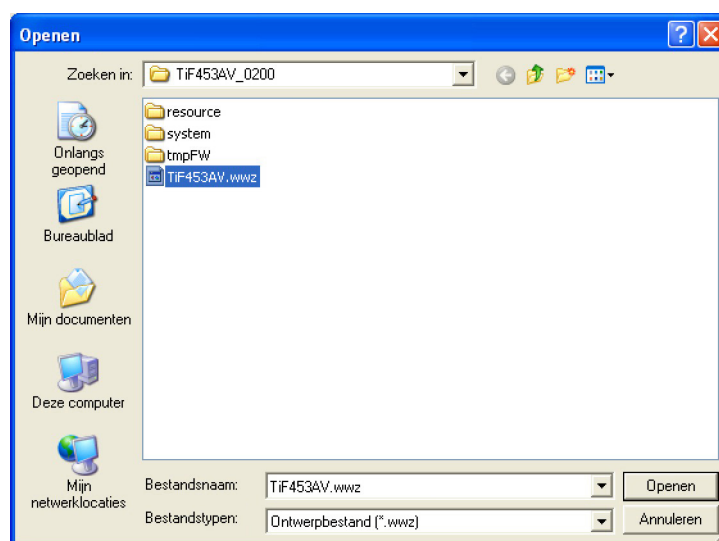 Openen
Zoeken in:
TiF453AV_0200
resource
system
tmpFW
TiF453AV.wwz
Onlangs
geopend
Bureaublad
Mijn documenten
Deze computer
Mijn
netwerklocaties
Bestandsnaam:
TiF453AV.wwz
Openen
Bestandstypen:
Ontwerpbestand (*.wwz)
Annuleren